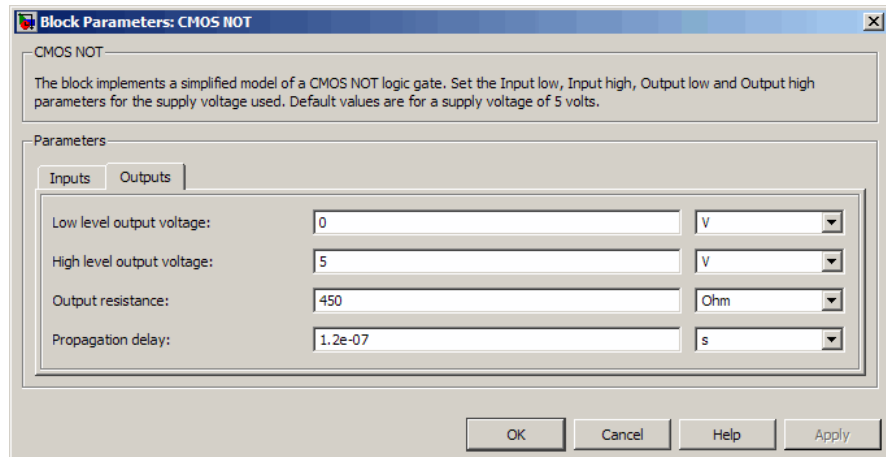 Block Parameters: CMOS NOT
CMOS NOT
The block implements a simplified model of a CMOS NOT logic gate. Set the Input low, Input high, Output low and Output high
parameters for the supply voltage used. Default values are for a supply voltage of 5 volts.
Parameters
Inputs Outputs
Low level output voltage: 0 V
High level output voltage: 5 V
Output resistance: 450 Ohm
Propagation delay: 1.2e-07 s
OK Cancel Help Apply